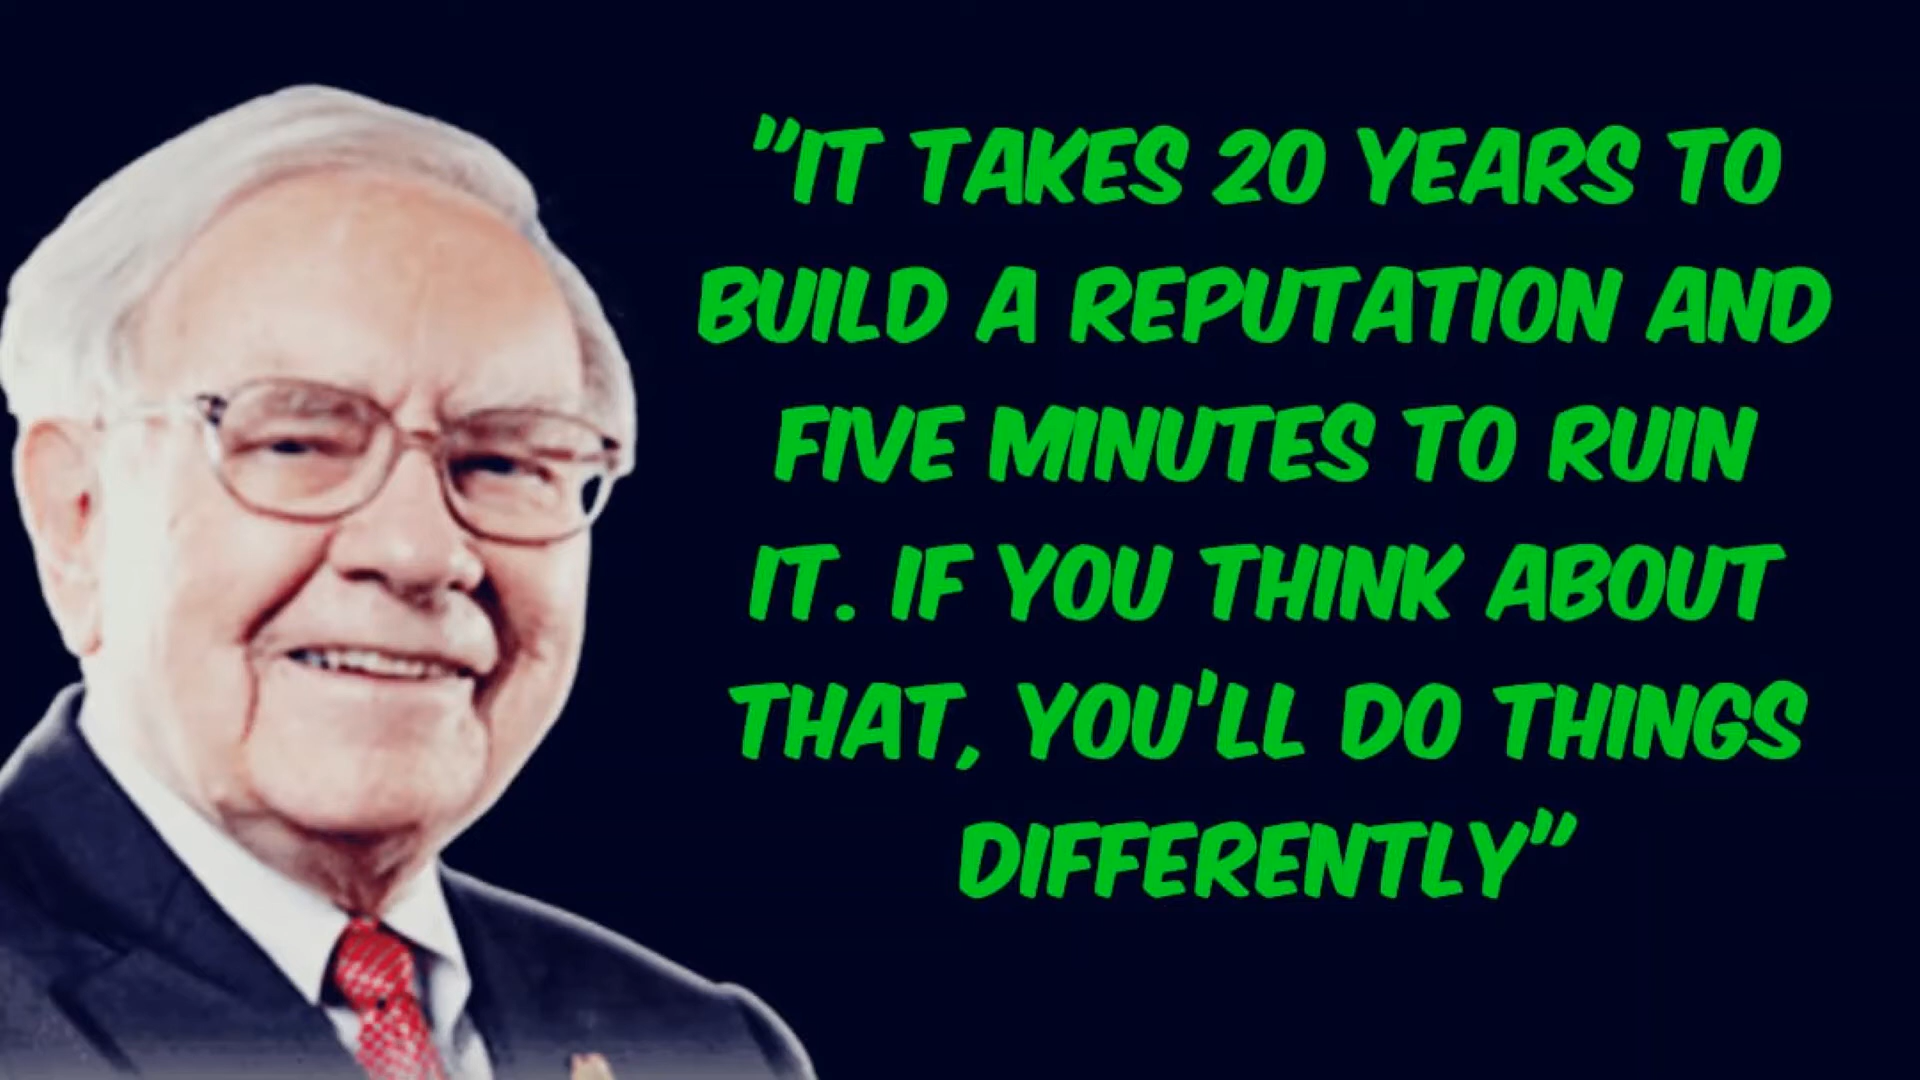 "IT TAKES 20 YEARS TO
BUILD A REPUTATION AND
FIVE MINUTES TO RUIN
IT. IF YOU THINK ABOUT
THAT, YOU'LL DO THINGS
DIFFERENTLY"